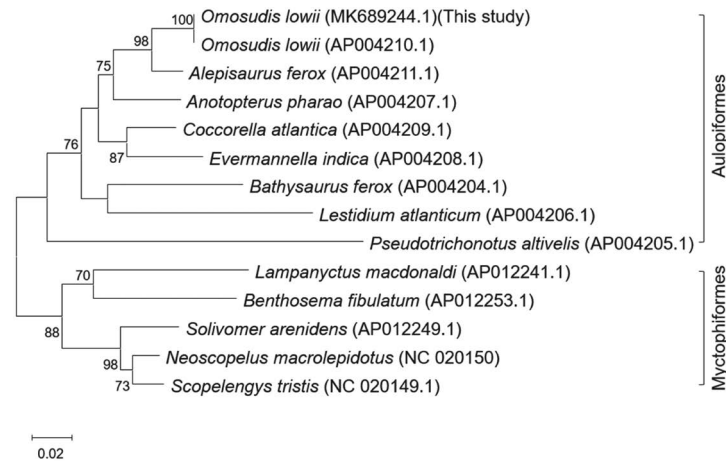 100 Omosudis lowii (MK689244.1)(This study)
98 Omosudis lowii (AP004210.1)
75 Alepisaurus ferox (AP004211.1)
Anotopterus pharao (AP004207.1)
Coccorella atlantica (AP004209.1)
76 87 Evermannella indica (AP004208.1)
Bathysaurus ferox (AP004204.1)
Lestidium atlanticum (AP004206.1)
Pseudotrichonotus altivelis (AP004205.1)
Aulopiformes
70 Lampanyctus macdonaldi (AP012241.1)
Benthosema fibulatum (AP012253.1)
88 Solivomer arenidens (AP012249.1)
98 Neoscopelus macrolepidotus (NC 020150)
73 Scopelengys tristis (NC 020149.1)
Myctophiformes
0.02